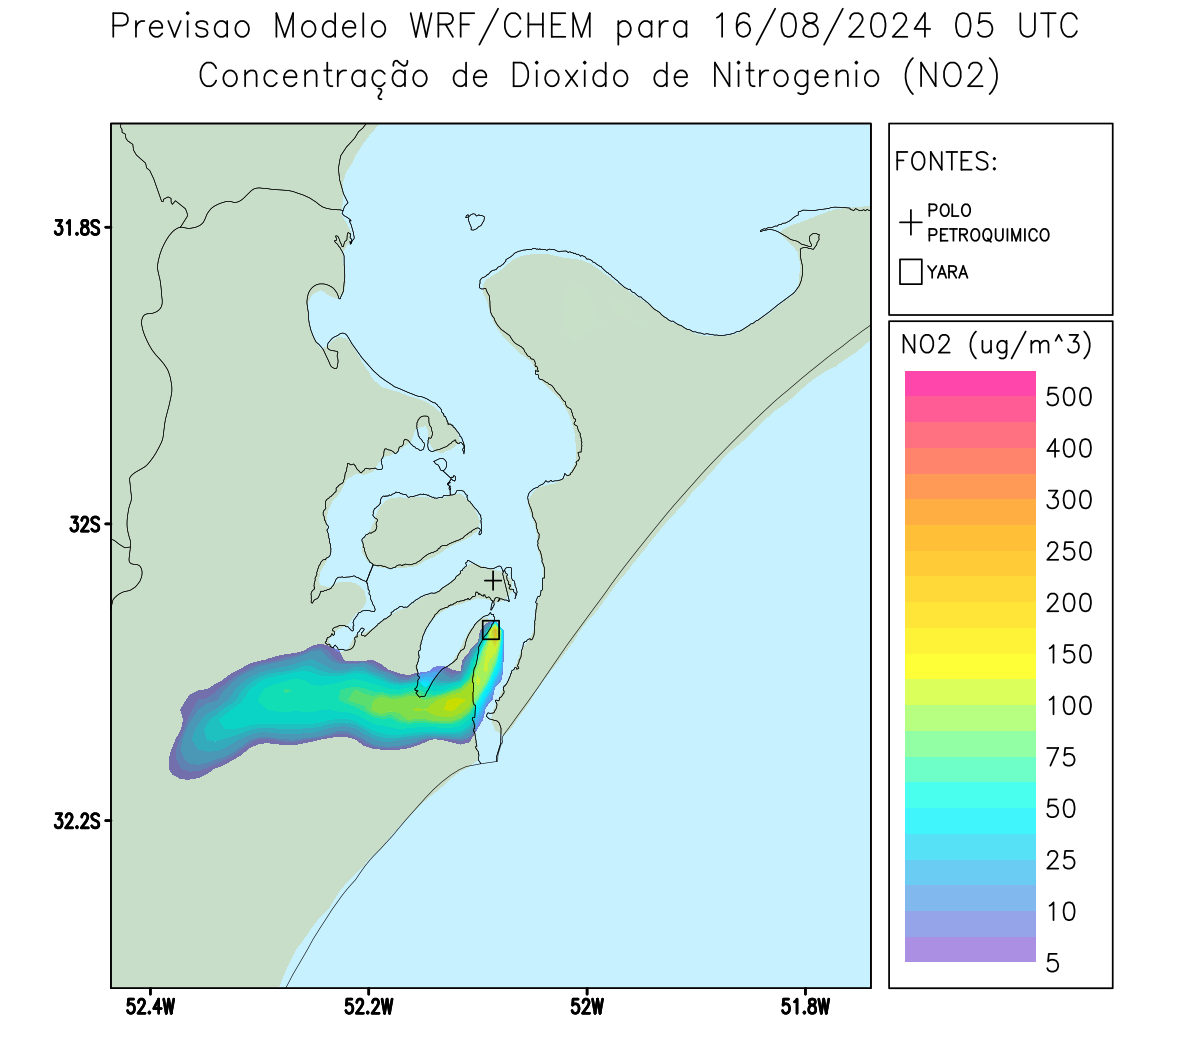 Previsao Modelo WRF/CHEM para 16/08/2024 05 UTC
Concentração de Dioxido de Nitrogenio (NO2)
FONTES:
POLO
PETROQUIMICO
YARA
NO2 (ug/m^3)
500
400
300
250
200
150
100
75
50
25
10
5
31.8S
32S
32.2S
52.4W
52.2W
52W
51.8W